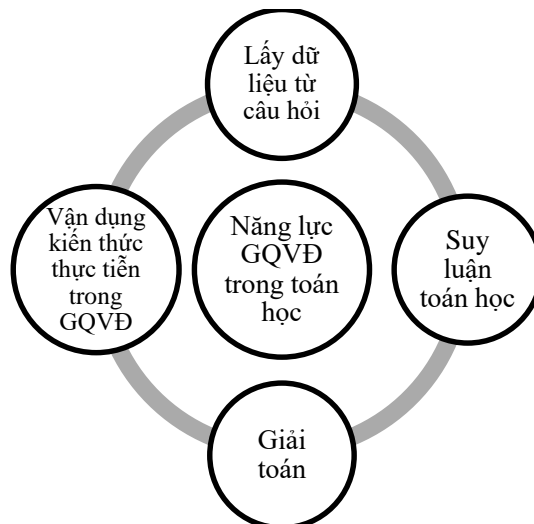 Lấy dữ
liệu từ
câu hỏi
Vận dụng
kiến thức
thực tiễn
trong
GQVĐ
Năng lực
GQVĐ
trong toán
học
Suy
luận
toán học
Giải
toán